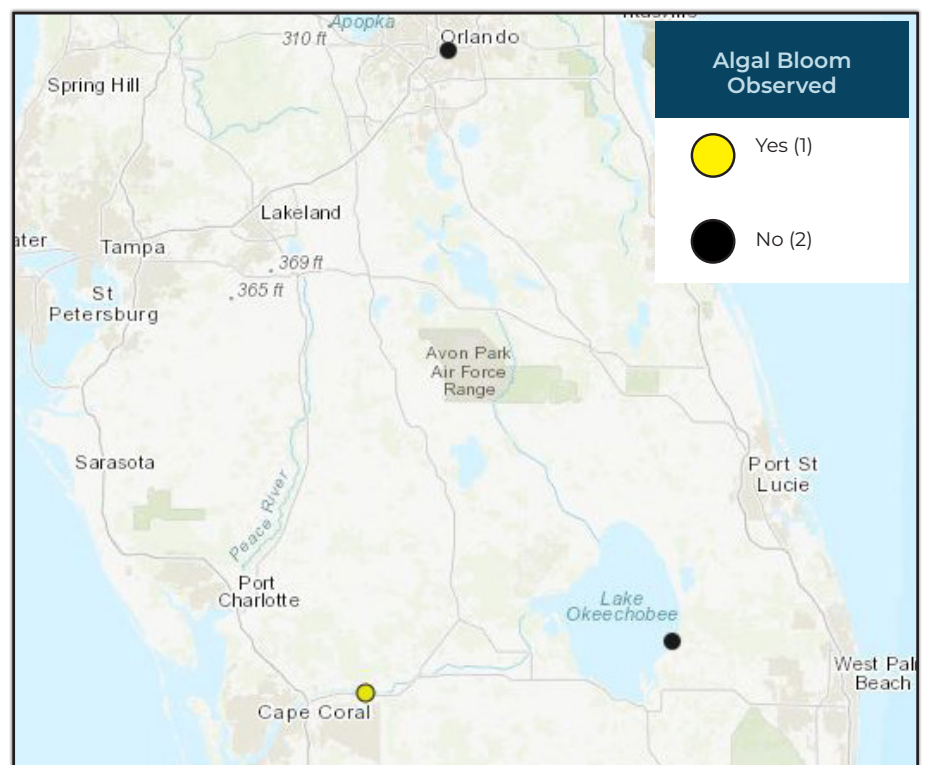 Apopka
310 ft
Orlando
Spring Hill
Algal Bloom
Observed
Yes (1)
No (2)
Lakeland
ater
Tampa
369 ft
365 ft
St
Petersburg
Avon Park
Air Force
Range
Sarasota
Port St
Lucie
Peace River
Port
Charlotte
Lake
Okeechobee
West Pal
Beach
Cape Coral